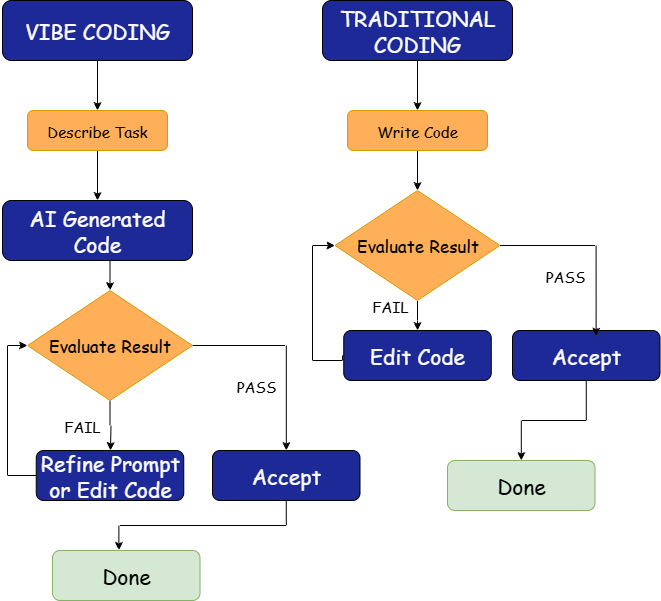 VIBE CODING
Describe Task
AI Generated
Code
Evaluate Result
PASS
FAIL
Refine Prompt
or Edit Code
Accept
Done
TRADITIONAL
CODING
Write Code
Evaluate Result
PASS
FAIL
Edit Code
Accept
Done